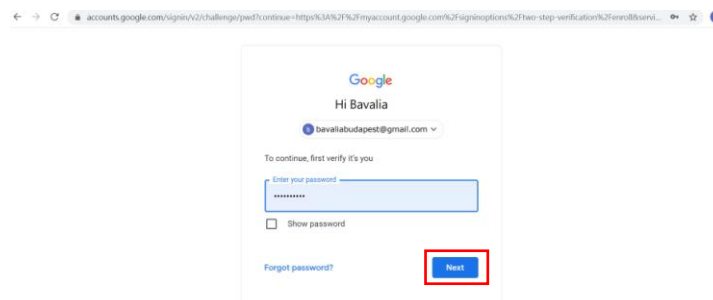 accounts.google.com/signin/v2/challenge/pwd?continue=https%3A%2F%2Fmyaccount.google.com%2Fsigninoptions%2Ftwo-step-verification%2Fenroll&servi...
Google
Hi Bavalia
bavaliabudapest@gmail.com
To continue, first verify it's you
Enter your password
••••••••••
Show password
Forgot password?
Next